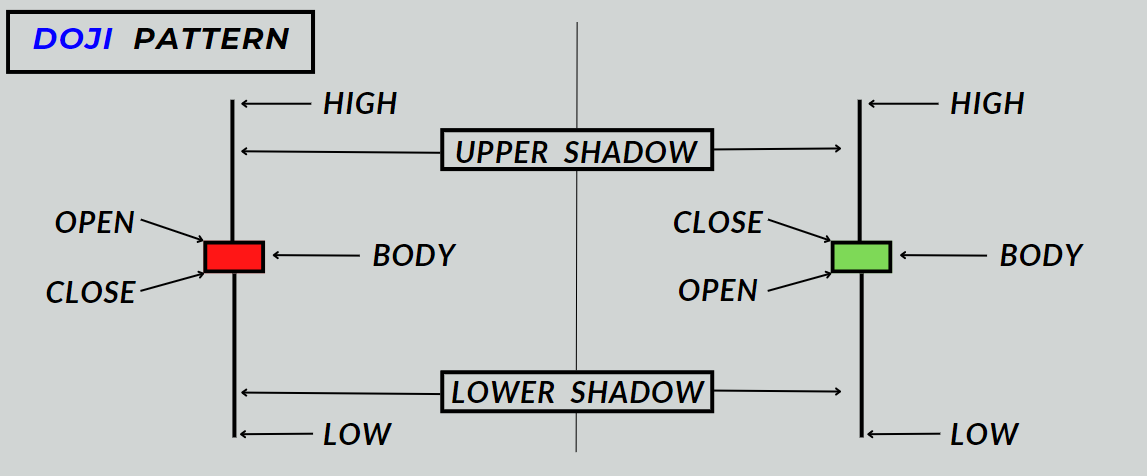 DOJI PATTERN
HIGH
HIGH
UPPER SHADOW
OPEN
CLOSE
BODY
BODY
CLOSE
OPEN
LOWER SHADOW
LOW
LOW